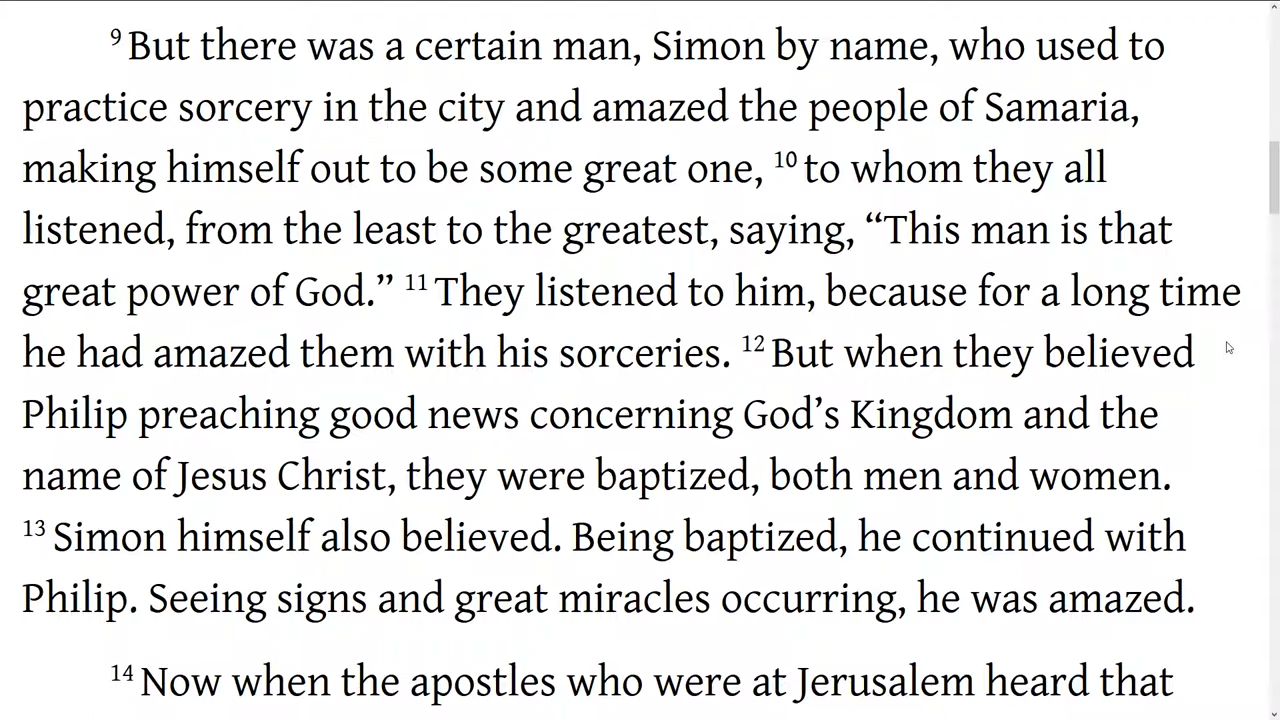 9 But there was a certain man, Simon by name, who used to
practice sorcery in the city and amazed the people of Samaria,
making himself out to be some great one, 10 to whom they all
listened, from the least to the greatest, saying, “This man is that
great power of God.” 11 They listened to him, because for a long time
he had amazed them with his sorceries. 12 But when they believed
Philip preaching good news concerning God’s Kingdom and the
name of Jesus Christ, they were baptized, both men and women.
13 Simon himself also believed. Being baptized, he continued with
Philip. Seeing signs and great miracles occurring, he was amazed.
14 Now when the apostles who were at Jerusalem heard that